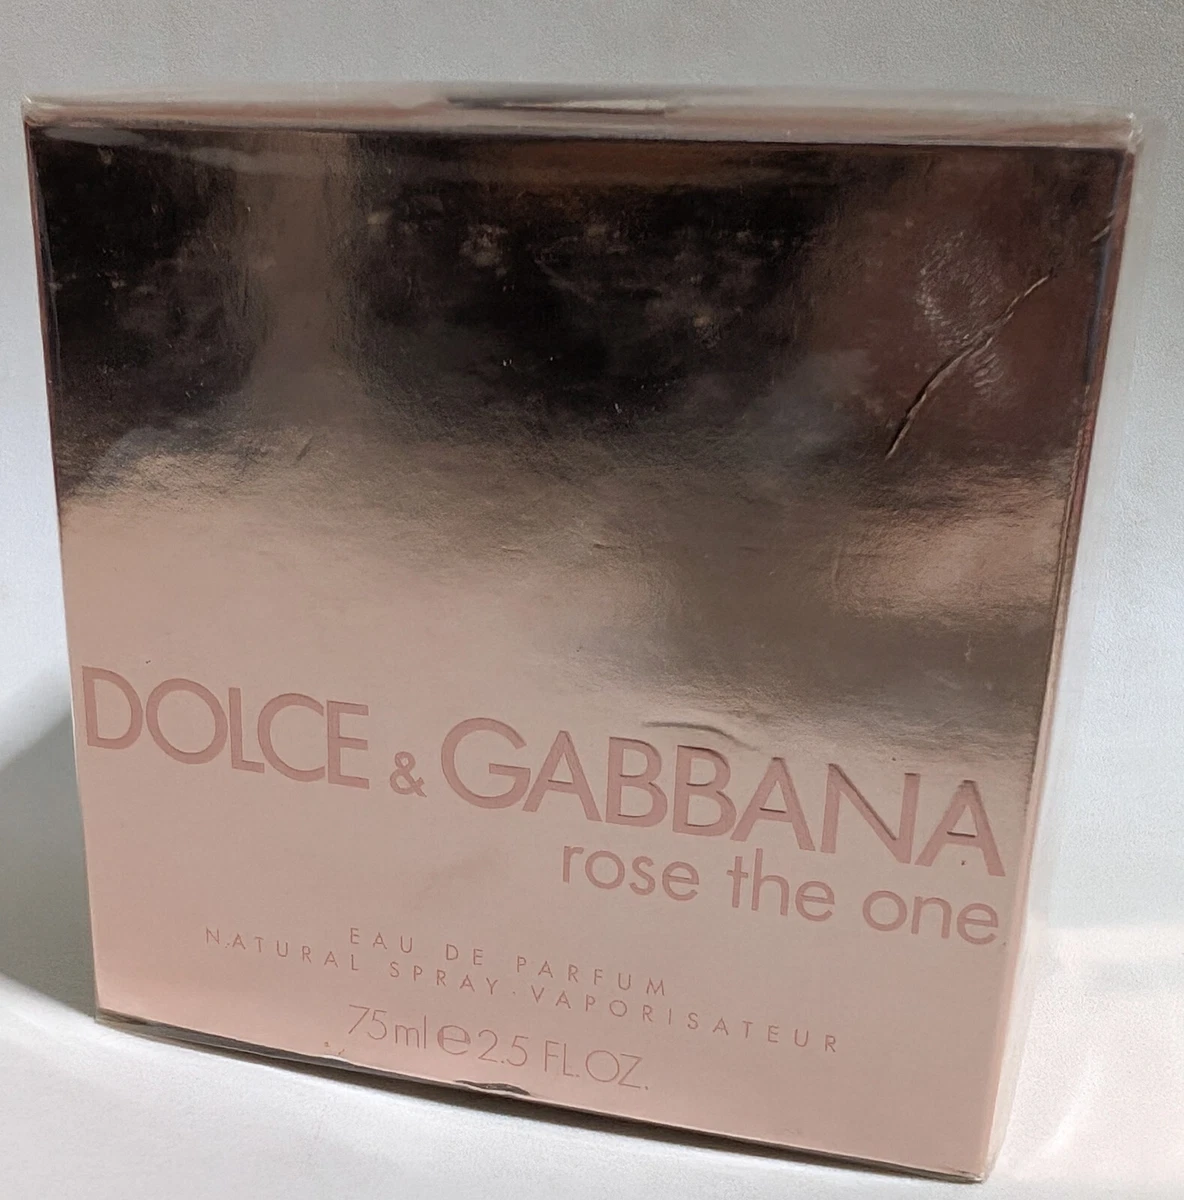 DOLCE & GABBANA
rose the one
EAU DE PARFUM
NATURAL SPRAY·VAPORISATEUR
75ml℮2.5 FL.OZ.